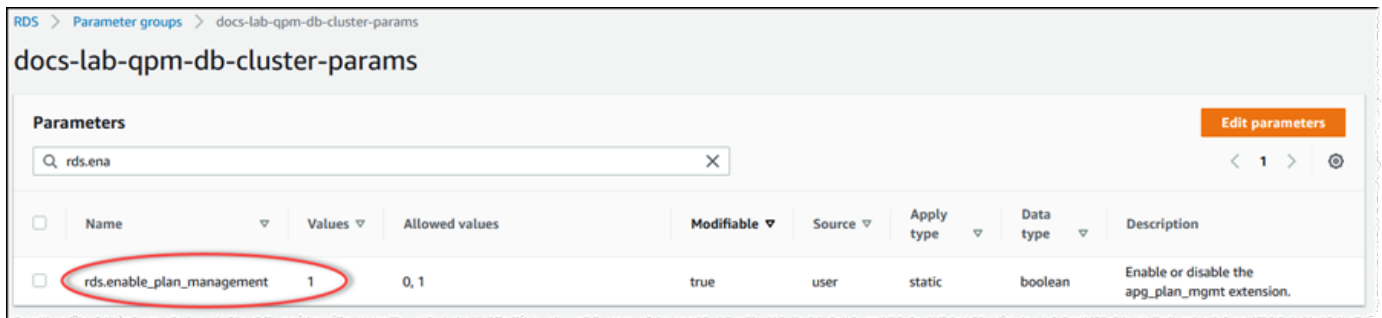 RDS > Parameter groups > docs-lab-qpm-db-cluster-params
docs-lab-qpm-db-cluster-params
Parameters
Edit parameters
rds.ena
1
Name Values Allowed values Modifiable Source Apply type Data type Description
rds.enable_plan_management 1 0, 1 true user static boolean Enable or disable the
apg_plan_mgmt extension.